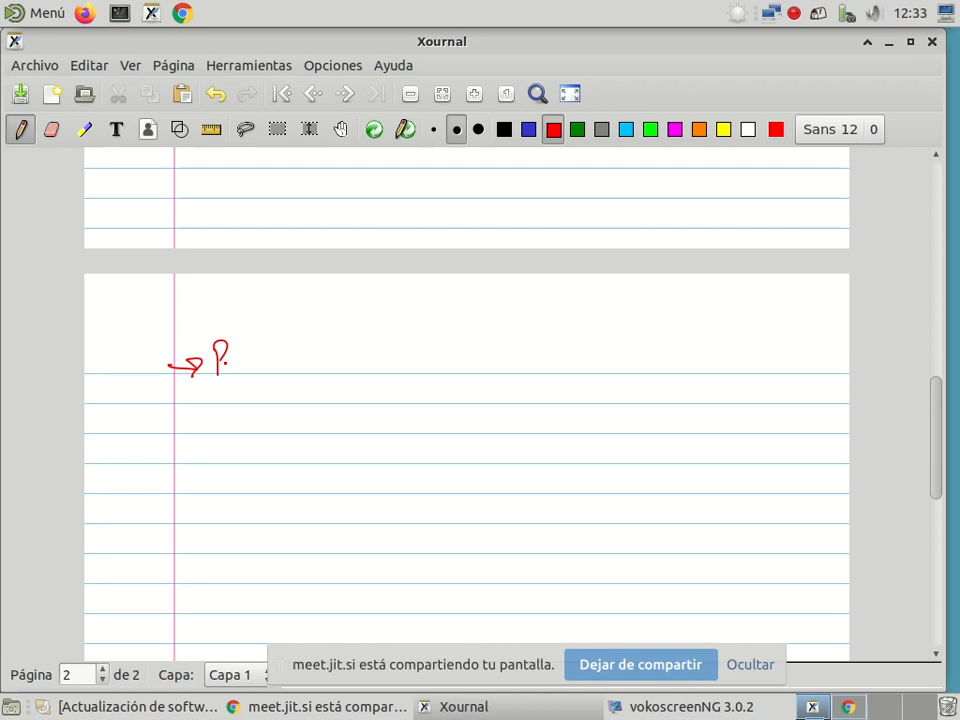 Menú
12:33
Xournal
Archivo Editar Ver Página Herramientas Opciones Ayuda
Sans 12 0
P.
Página 2 de 2 Capa: Capa 1
meet.jit.si está compartiendo tu pantalla. Dejar de compartir Ocultar
[Actualización de softw... meet.jit.si está compar... Xournal vokoscreenNG 3.0.2